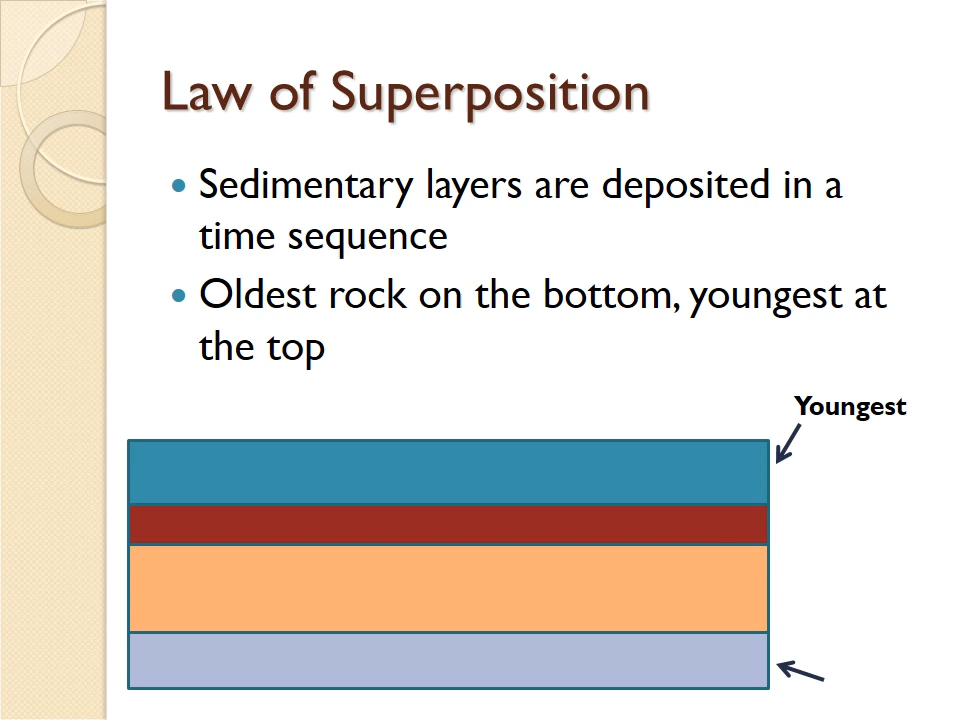 Law of Superposition
Sedimentary layers are deposited in a
time sequence
Oldest rock on the bottom, youngest at
the top
Youngest